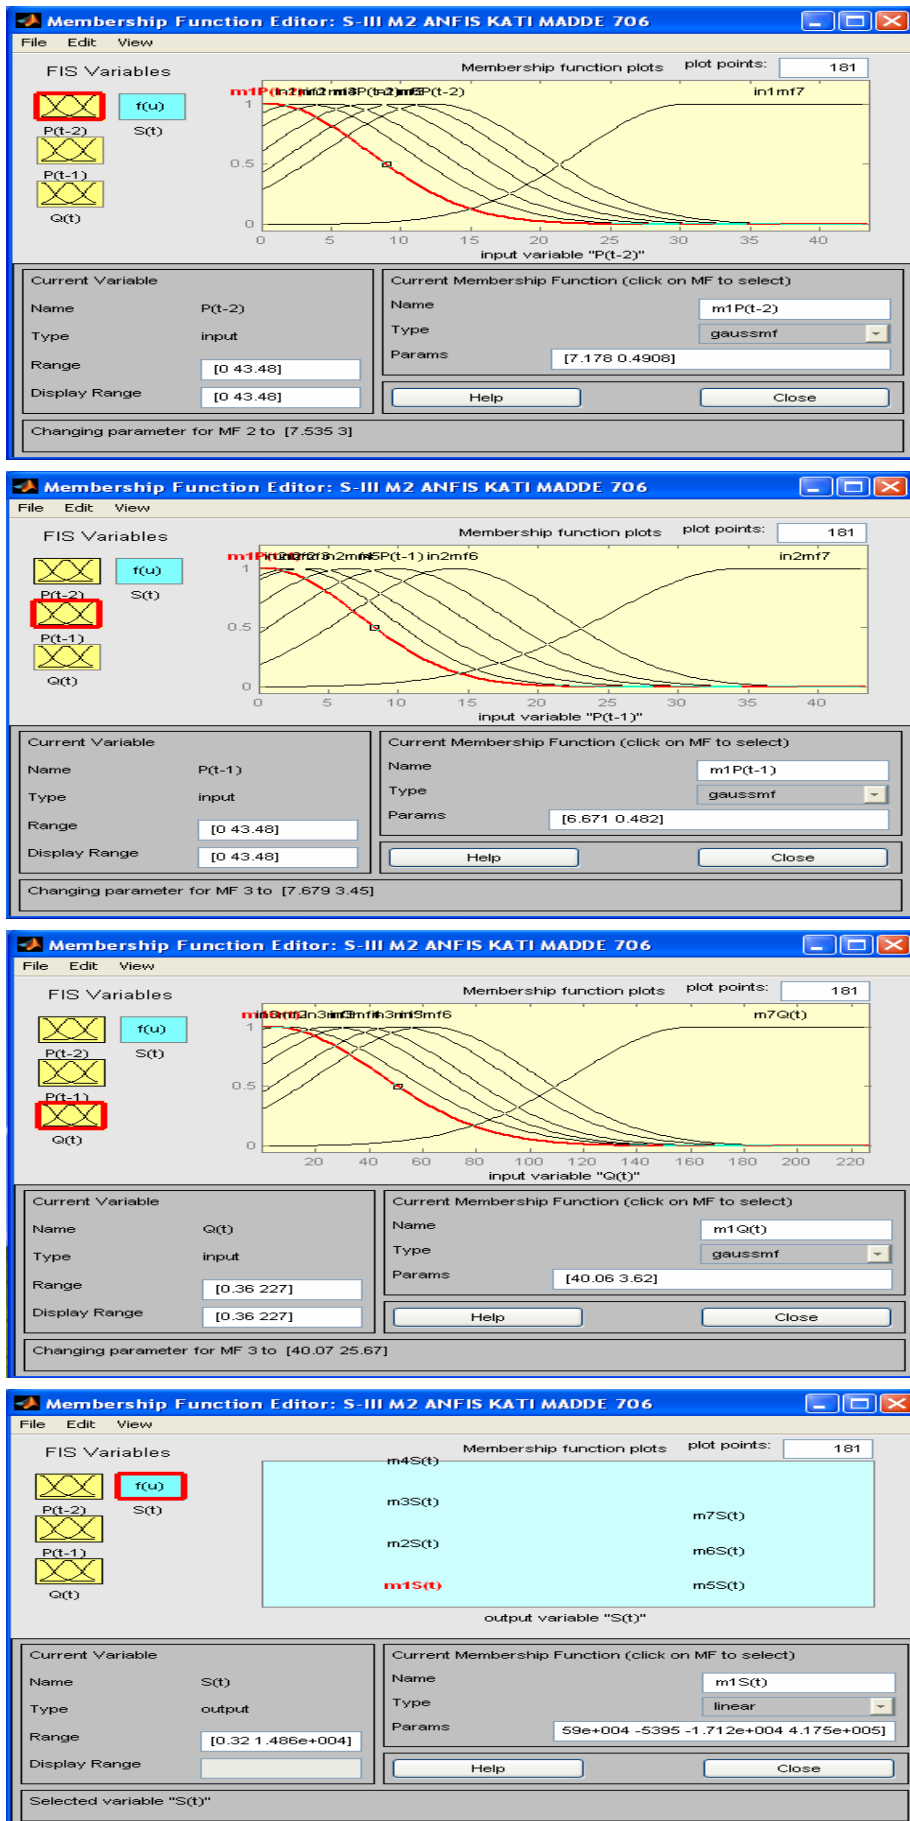 Membership Function Editor: S-III M2 ANFIS KATI MADDE 706
File Edit View
FIS Variables
Membership function plots plot points: 181
f(u)
P(t-2) S(t)
P(t-1)
Q(t)
in1mf7
1
0.5
0
0 5 10 15 20 25 30 35 40
input variable "P(t-2)"
Current Variable
Name P(t-2)
Type input
Range [0 43.48]
Display Range [0 43.48]
Current Membership Function (click on MF to select)
Name m1P(t-2)
Type gaussmf
Params [7.178 0.4908]
Help Close
Changing parameter for MF 2 to [7.535 3]
Membership Function Editor: S-III M2 ANFIS KATI MADDE 706
File Edit View
FIS Variables
Membership function plots plot points: 181
f(u)
P(t-2) S(t)
P(t-1)
Q(t)
in2mf6 in2mf7
1
0.5
0
0 5 10 15 20 25 30 35 40
input variable "P(t-1)"
Current Variable
Name P(t-1)
Type input
Range [0 43.48]
Display Range [0 43.48]
Current Membership Function (click on MF to select)
Name m1P(t-1)
Type gaussmf
Params [6.671 0.482]
Help Close
Changing parameter for MF 3 to [7.679 3.45]
Membership Function Editor: S-III M2 ANFIS KATI MADDE 706
File Edit View
FIS Variables
Membership function plots plot points: 181
f(u)
P(t-2) S(t)
P(t-1)
Q(t)
m7Q(t)
1
0.5
0
20 40 60 80 100 120 140 160 180 200 220
input variable "Q(t)"
Current Variable
Name Q(t)
Type input
Range [0.36 227]
Display Range [0.36 227]
Current Membership Function (click on MF to select)
Name m1Q(t)
Type gaussmf
Params [40.06 3.62]
Help Close
Changing parameter for MF 3 to [40.07 25.67]
Membership Function Editor: S-III M2 ANFIS KATI MADDE 706
File Edit View
FIS Variables
Membership function plots plot points: 181
f(u)
P(t-2) S(t)
P(t-1)
Q(t)
m4S(t)
m3S(t)
m7S(t)
m2S(t)
m6S(t)
m1S(t) m5S(t)
output variable "S(t)"
Current Variable
Name S(t)
Type output
Range [0.32 1.486e+004]
Display Range
Current Membership Function (click on MF to select)
Name m1S(t)
Type linear
Params 59e+004 -5395 -1.712e+004 4.175e+005]
Help Close
Selected variable "S(t)"